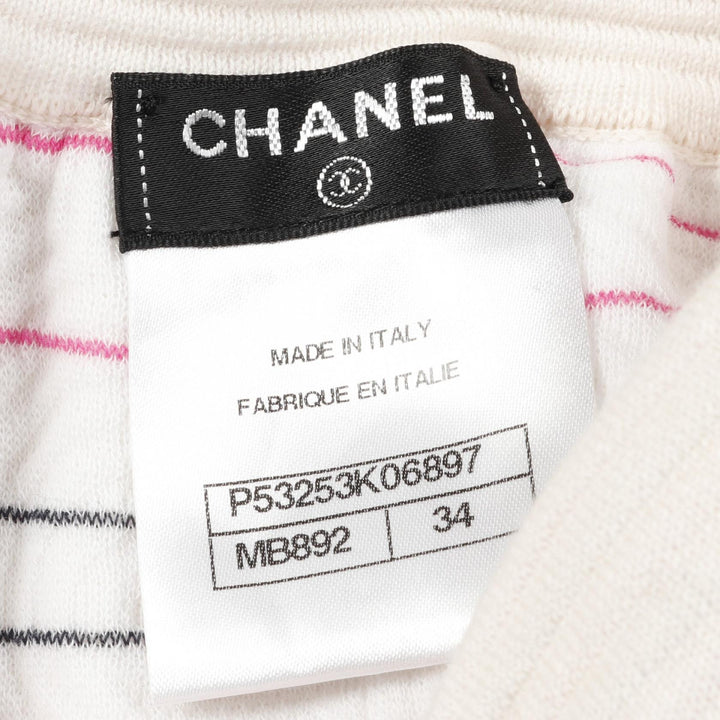 CHANEL
MADE IN ITALY
FABRIQUE EN ITALIE
P53253K06897
MB892 34